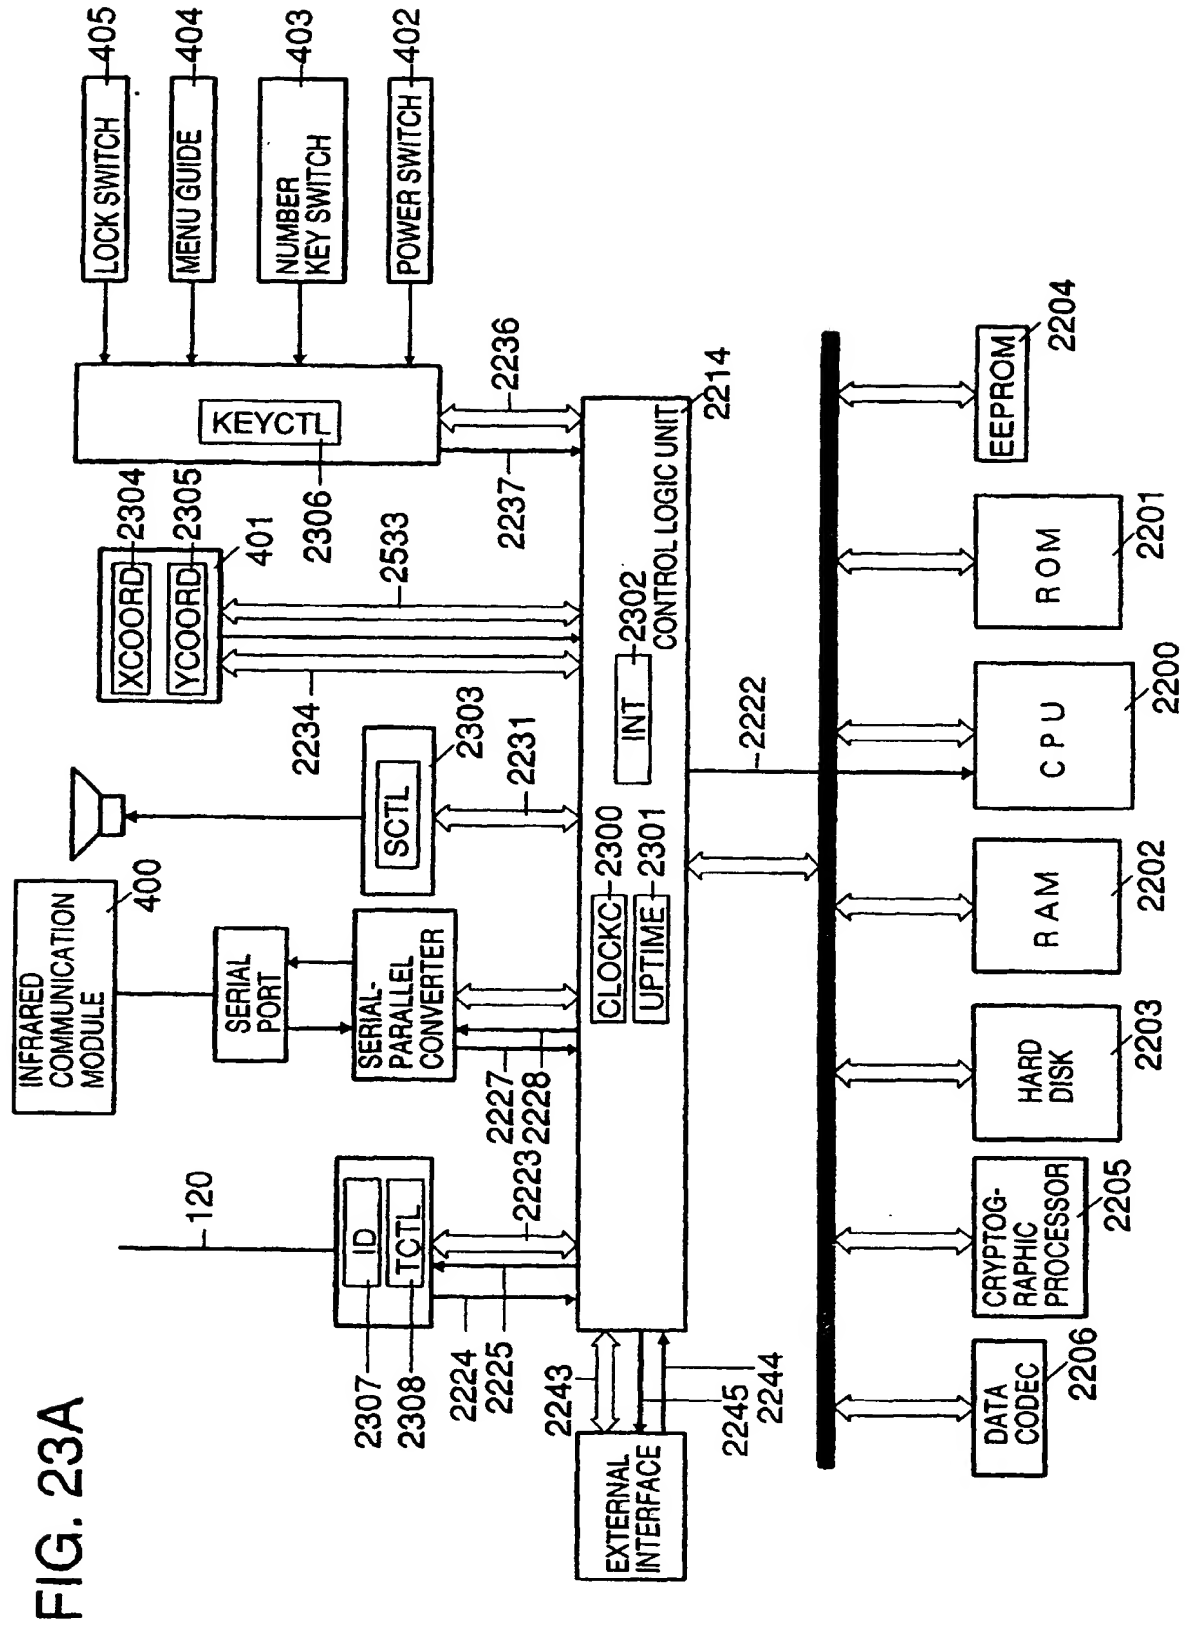 FIG. 23A
INFRARED
COMMUNICATION
MODULE
400
SERIAL
PORT
SERIAL-
PARALLEL
CONVERTER
2227
2228
120
ID
TCTL
2307
2308
2224
2225
2223
SCTL
2303
2231
XCOORD
YCOORD
2304
2305
401
2234
2533
KEYCTL
2306
2237
2236
LOCK SWITCH
405
MENU GUIDE
404
NUMBER
KEY SWITCH
403
POWER SWITCH
402
EXTERNAL
INTERFACE
2243
2245
2244
CLOCKC
2300
UPTIME
2301
INT
2302
CONTROL LOGIC UNIT
2214
2222
DATA
CODEC
2206
CRYPTOG-
RAPHIC
PROCESSOR
2205
HARD
DISK
2203
RAM
2202
CPU
2200
ROM
2201
EEPROM
2204